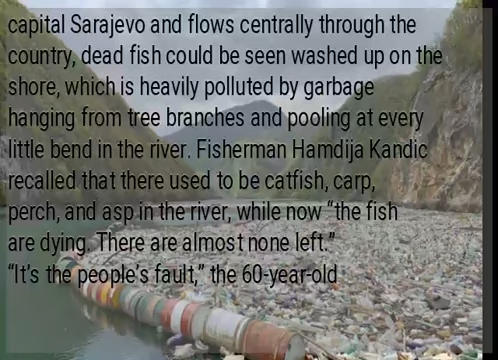 capital Sarajevo and flows centrally through the
country, dead fish could be seen washed up on the
shore, which is heavily polluted by garbage
hanging from tree branches and pooling at every
little bend in the river. Fisherman Hamdija Kandic
recalled that there used to be catfish, carp,
perch, and asp in the river, while now “the fish
are dying. There are almost none left.”
“It’s the people’s fault,” the 60-year-old